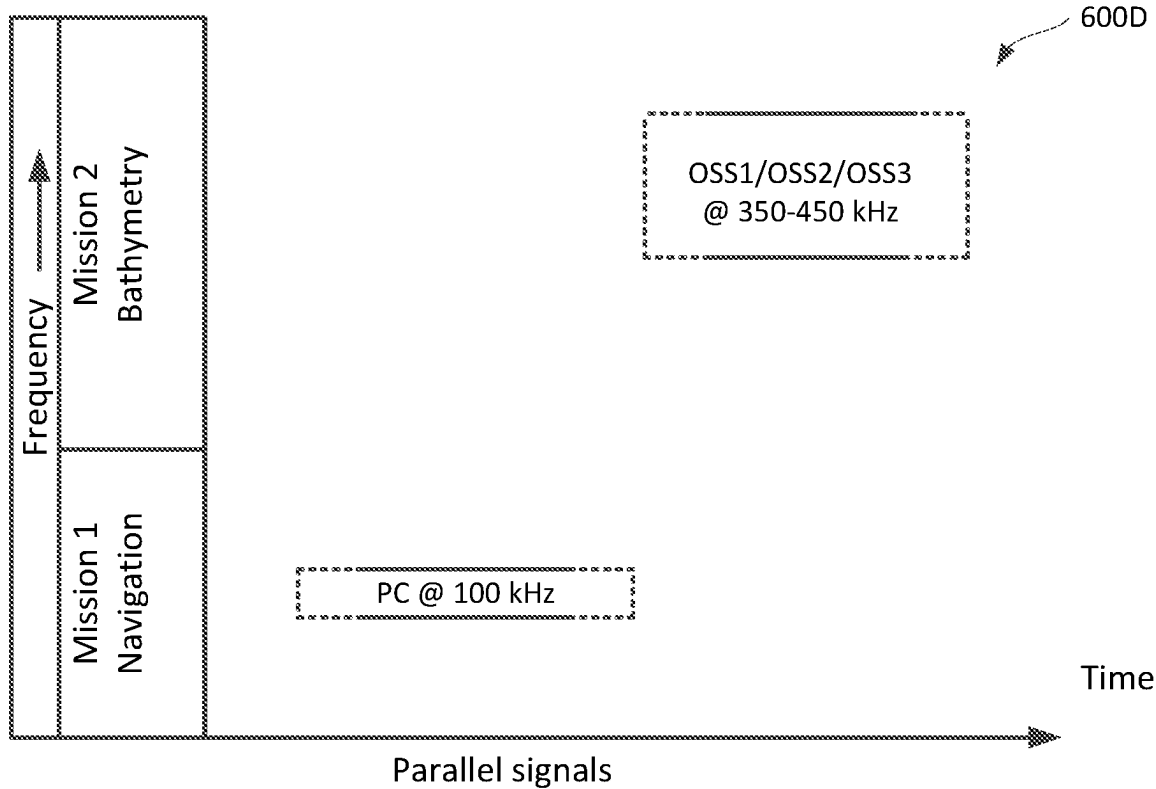 600D
Frequency
Mission 2
Bathymetry
OSS1/OSS2/OSS3
@ 350-450 kHz
Mission 1
Navigation
PC @ 100 kHz
Time
Parallel signals